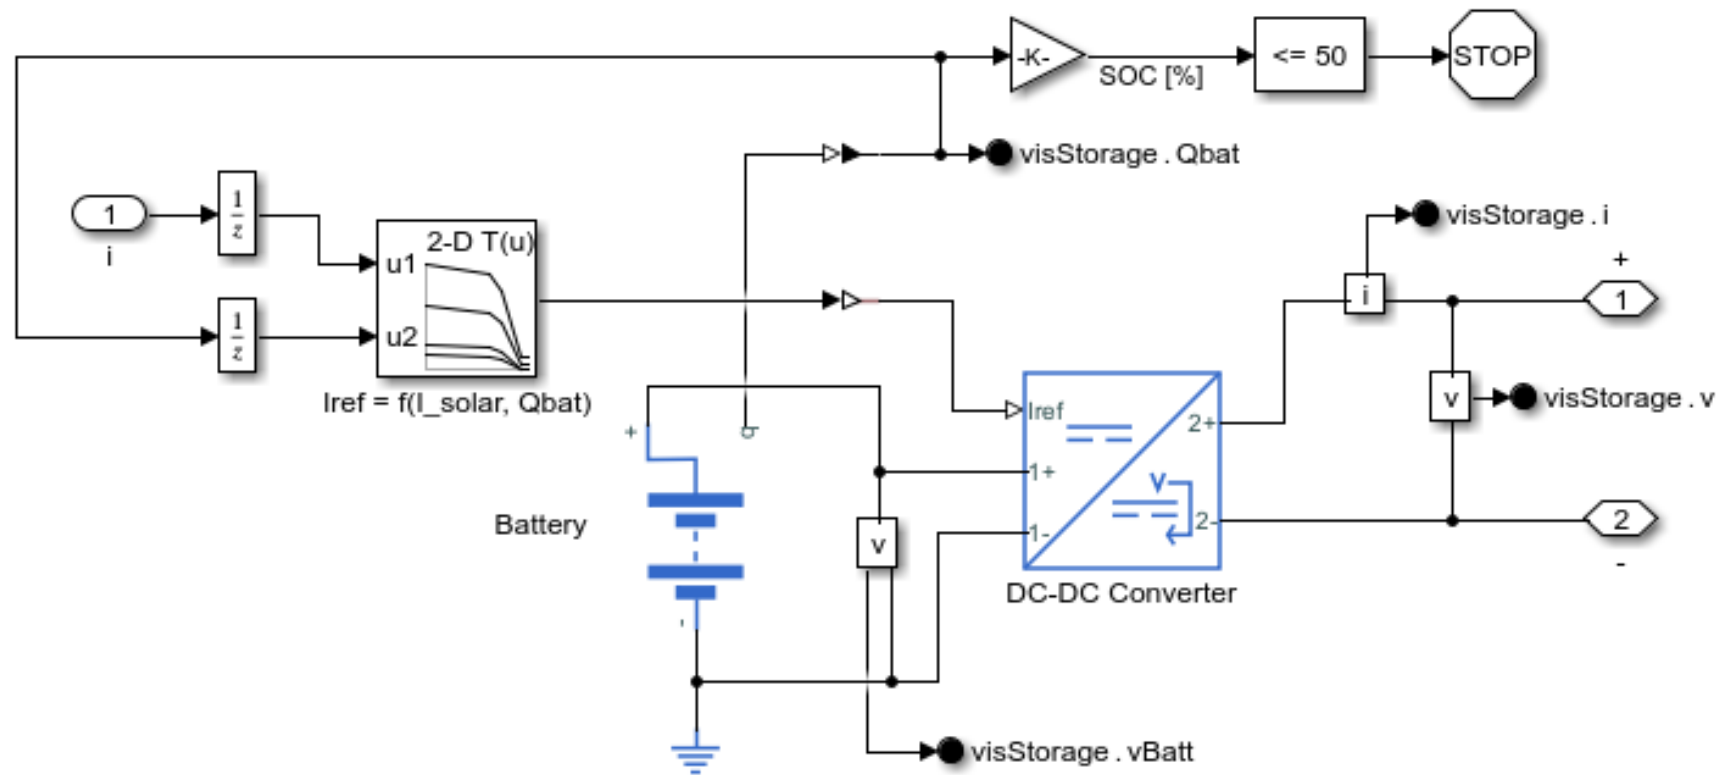 -K-
SOC [%]
<= 50
STOP
visStorage . Qbat
1
i
1
z
2-D T(u)
u1
u2
1
z
Iref = f(I_solar, Qbat)
visStorage . i
i
+
1
v
visStorage . v
+
q
Iref
1+
1-
2+
2-
v
DC-DC Converter
Battery
v
-
2
-
visStorage . vBatt